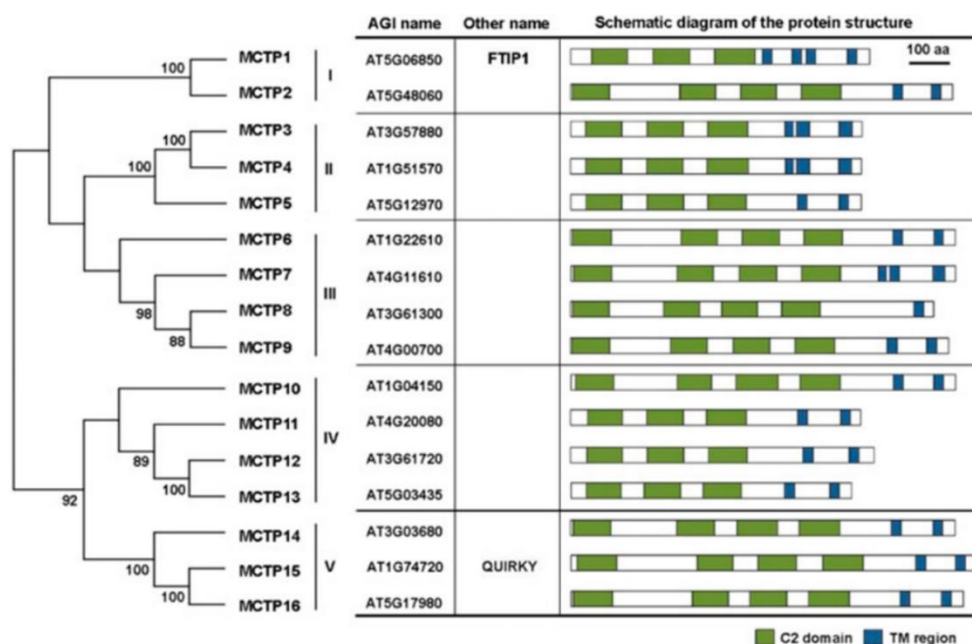 AGI name Other name Schematic diagram of the protein structure
100 aa
MCTP1 AT5G06850 FTIP1
100 I
MCTP2 AT5G48060
MCTP3 AT3G57880
100
MCTP4 AT1G51570
100 II
MCTP5 AT5G12970
MCTP6 AT1G22610
MCTP7 AT4G11610
III
MCTP8 AT3G61300
98
MCTP9 AT4G00700
88
MCTP10 AT1G04150
MCTP11 AT4G20080
IV
MCTP12 AT3G61720
89
MCTP13 AT5G03435
100
92
MCTP14 AT3G03680
MCTP15 AT1G74720 QUIRKY
100 V
MCTP16 AT5G17980
100
C2 domain TM region